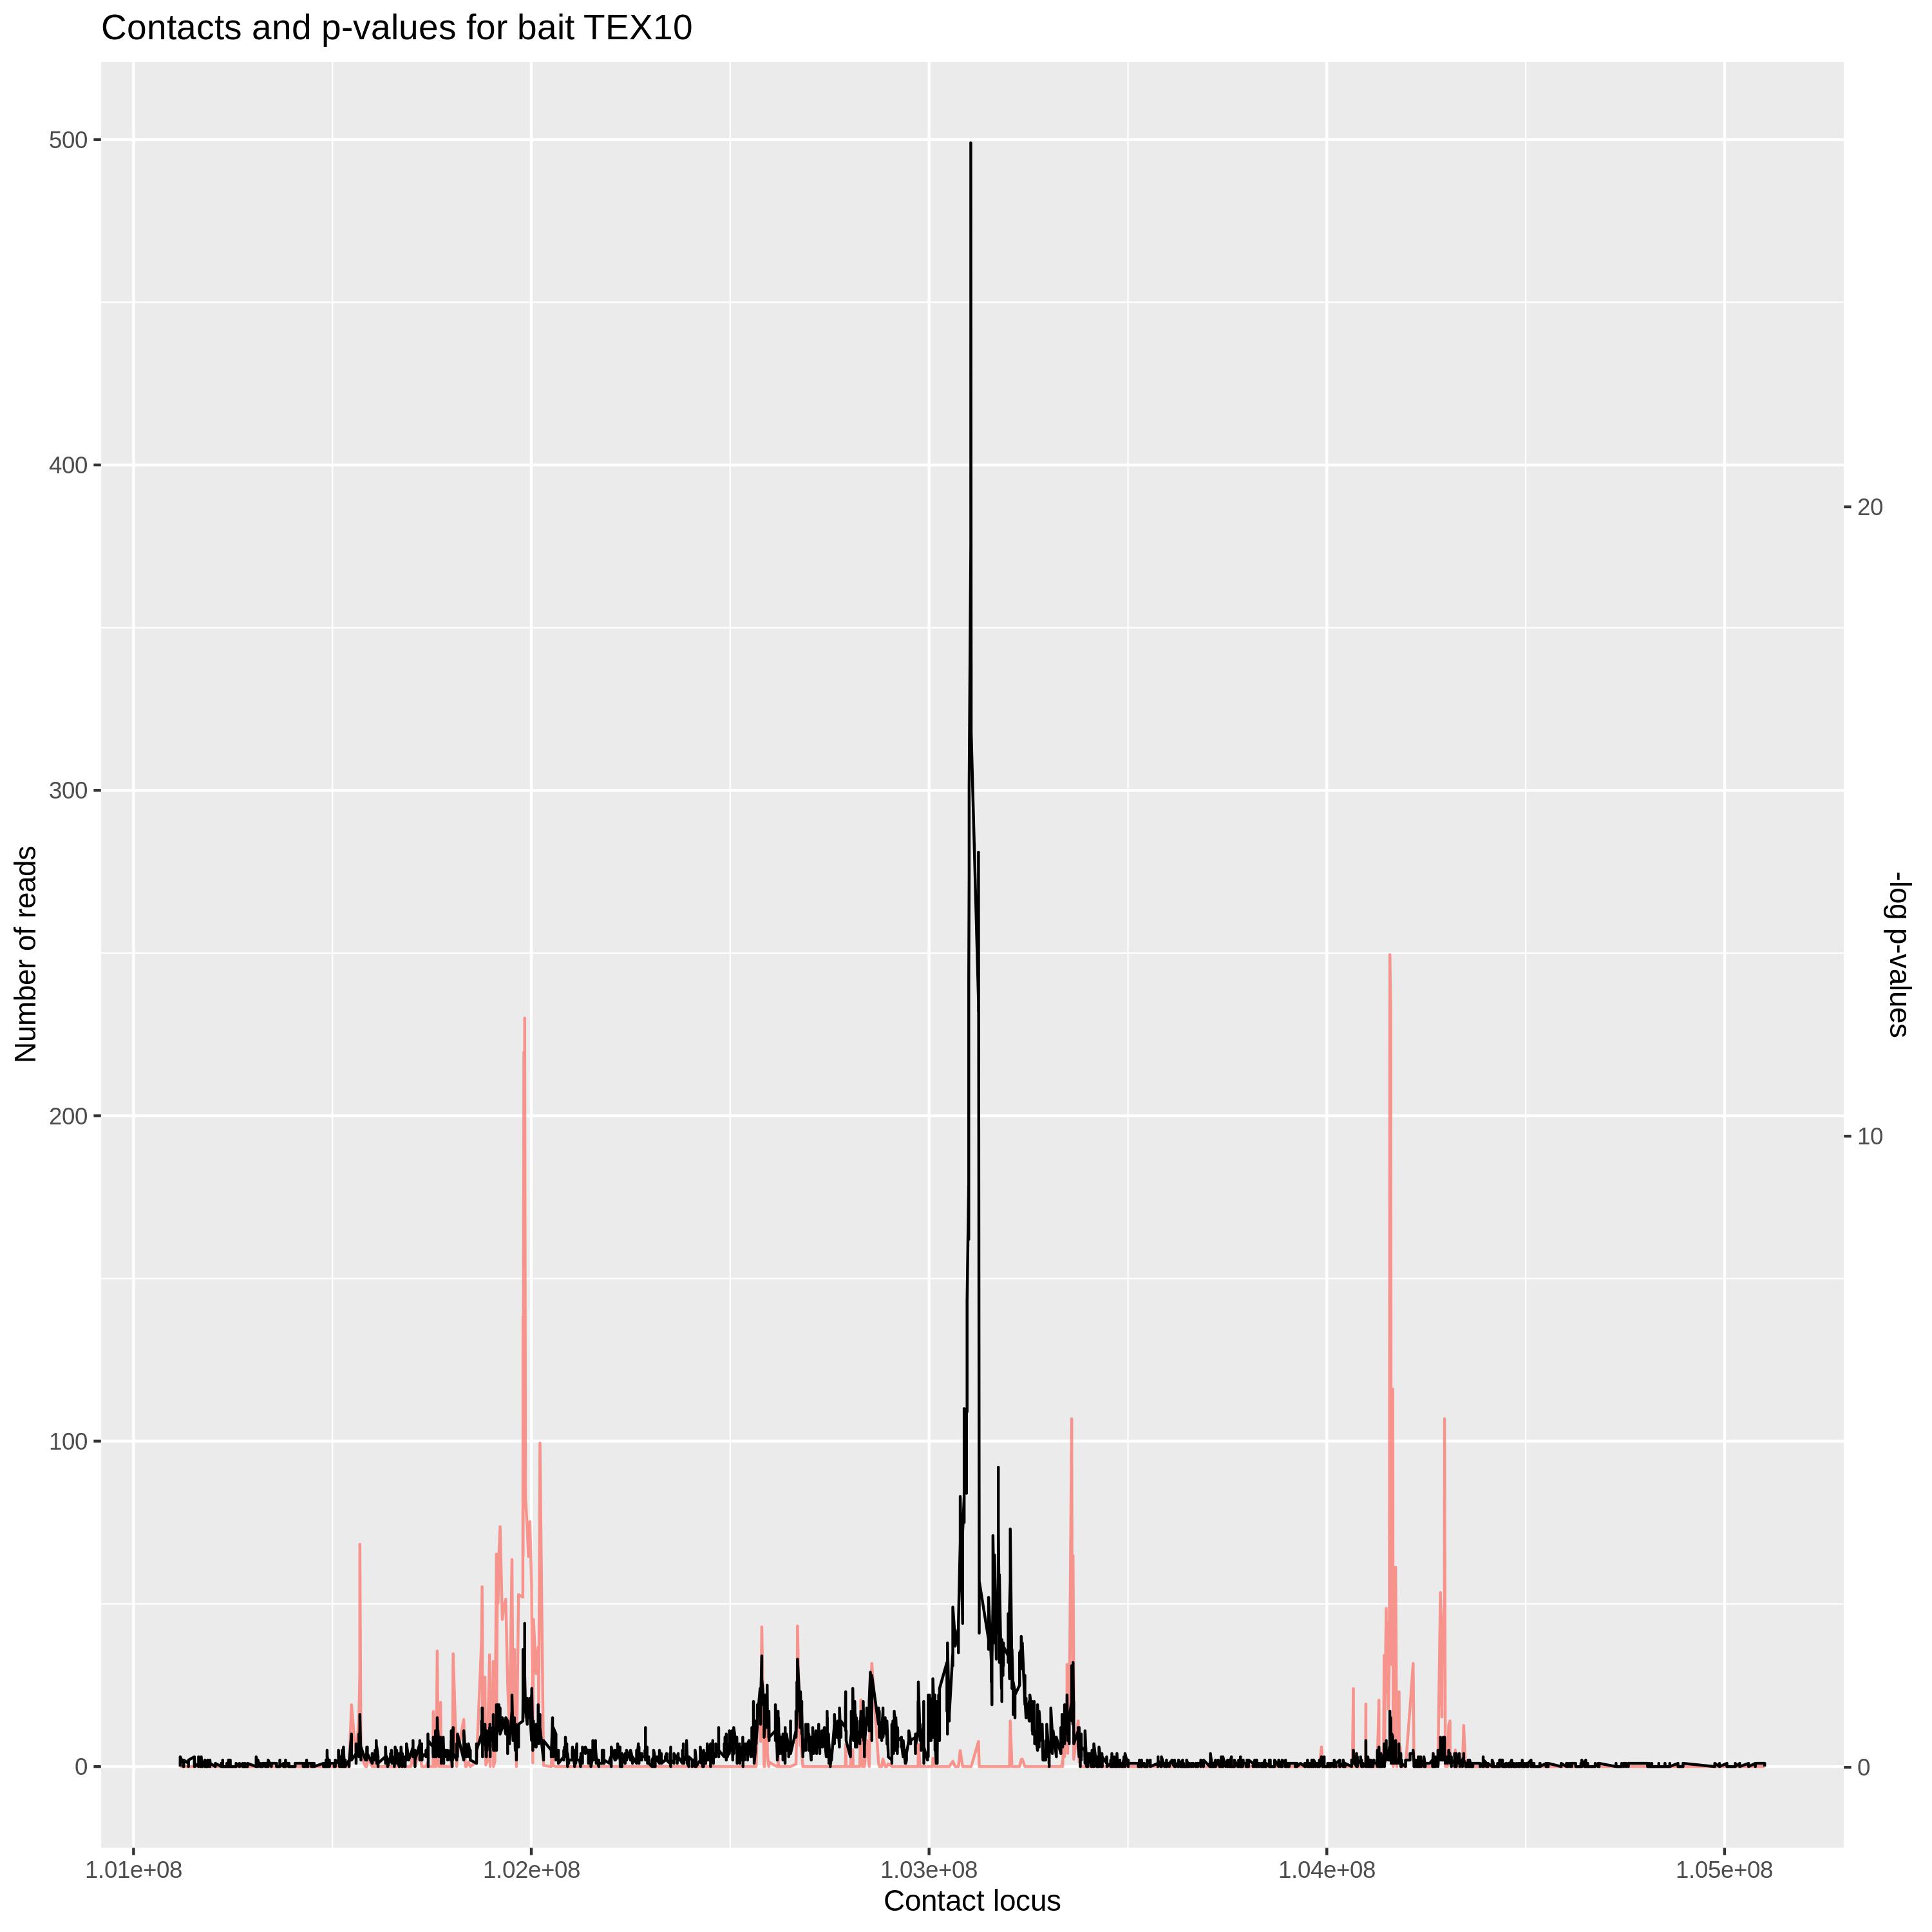 Contacts and p-values for bait TEX10
500
400
300
200
100
0
Number of reads
20
10
0
-log p-values
1.01e+08 1.02e+08 1.03e+08 1.04e+08 1.05e+08
Contact locus